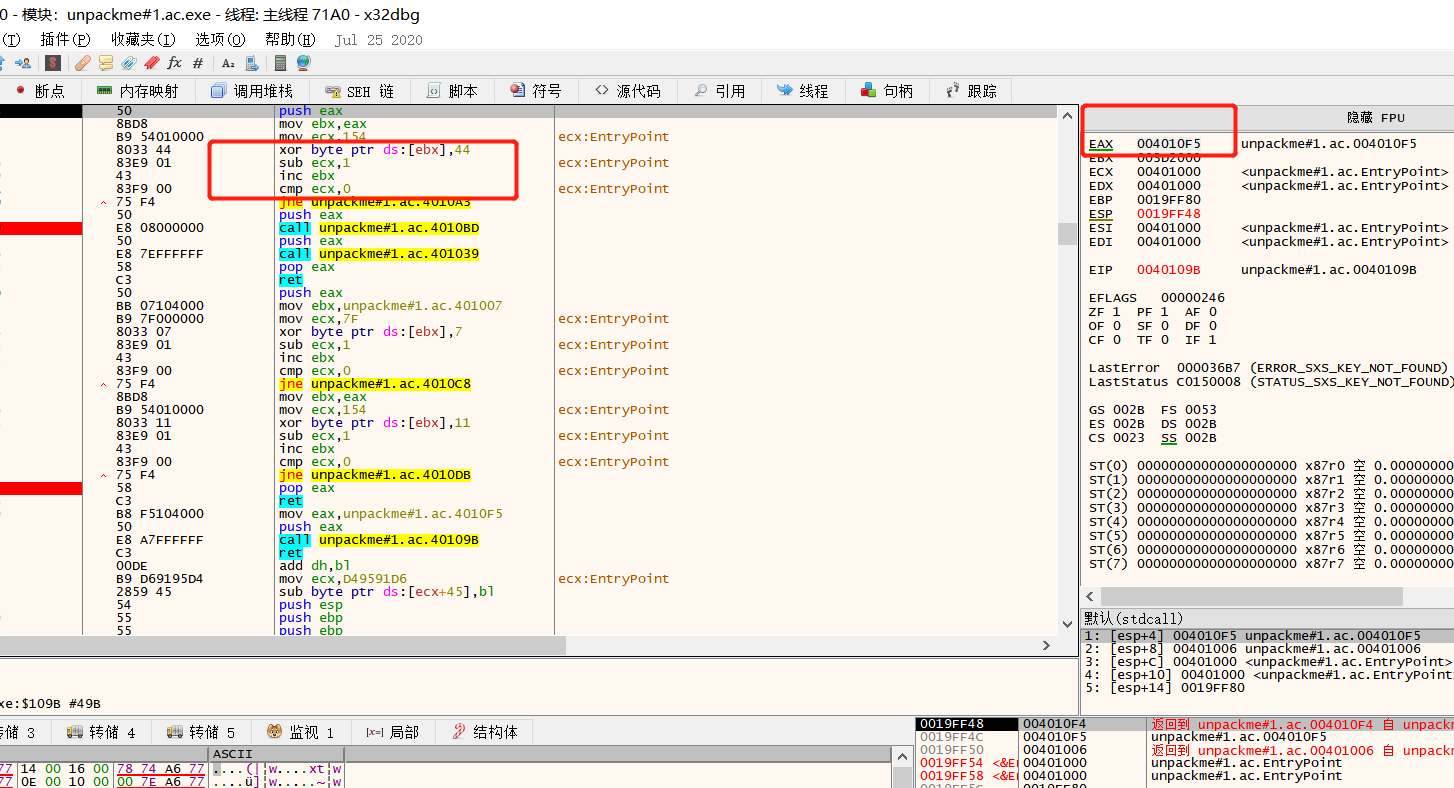 0 - 模块: unpackme#1.ac.exe - 线程: 主线程 71A0 - x32dbg
(T) 插件(P) 收藏夹(I) 选项(O) 帮助(H) Jul 25 2020
断点 内存映射 调用堆栈 SEH 链 脚本 符号 源代码 引用 线程 句柄 跟踪
50 push eax
8BD8 mov ebx,eax
B9 54010000 mov ecx,154 ecx:EntryPoint
8033 44 xor byte ptr ds:[ebx],44
83E9 01 sub ecx,1 ecx:EntryPoint
43 inc ebx
83F9 00 cmp ecx,0 ecx:EntryPoint
75 F4 jne unpackme#1.ac.4010A3
50 push eax
E8 08000000 call unpackme#1.ac.4010BD
50 push eax
E8 7EFFFFFF call unpackme#1.ac.401039
58 pop eax
C3 ret
50 push eax
BB 07104000 mov ebx,unpackme#1.ac.401007
B9 7F000000 mov ecx,7F ecx:EntryPoint
8033 07 xor byte ptr ds:[ebx],7
83E9 01 sub ecx,1 ecx:EntryPoint
43 inc ebx
83F9 00 cmp ecx,0 ecx:EntryPoint
75 F4 jne unpackme#1.ac.4010C8
8BD8 mov ebx,eax
B9 54010000 mov ecx,154 ecx:EntryPoint
8033 11 xor byte ptr ds:[ebx],11
83E9 01 sub ecx,1 ecx:EntryPoint
43 inc ebx
83F9 00 cmp ecx,0 ecx:EntryPoint
75 F4 jne unpackme#1.ac.4010DB
58 pop eax
C3 ret
B8 F5104000 mov eax,unpackme#1.ac.4010F5
50 push eax
E8 A7FFFFFF call unpackme#1.ac.40109B
C3 ret
00DE add dh,bl
B9 D69195D4 mov ecx,D49591D6 ecx:EntryPoint
2859 45 sub byte ptr ds:[ecx+45],bl
54 push esp
55 push ebp
55 push ebp
隐藏 FPU
EAX 004010F5 unpackme#1.ac.004010F5
EBX 003D2000
ECX 00401000 <unpackme#1.ac.EntryPoint>
EDX 00401000 <unpackme#1.ac.EntryPoint>
EBP 0019FF80
ESP 0019FF48
ESI 00401000 <unpackme#1.ac.EntryPoint>
EDI 00401000 <unpackme#1.ac.EntryPoint>
EIP 0040109B unpackme#1.ac.0040109B
EFLAGS 00000246
ZF 1 PF 1 AF 0
OF 0 SF 0 DF 0
CF 0 TF 0 IF 1
LastError 000036B7 (ERROR_SXS_KEY_NOT_FOUND)
LastStatus C0150008 (STATUS_SXS_KEY_NOT_FOUND)
GS 002B FS 0053
ES 002B DS 002B
CS 0023 SS 002B
ST(0) 00000000000000000000 x87r0 空 0.00000000
ST(1) 00000000000000000000 x87r1 空 0.00000000
ST(2) 00000000000000000000 x87r2 空 0.00000000
ST(3) 00000000000000000000 x87r3 空 0.00000000
ST(4) 00000000000000000000 x87r4 空 0.00000000
ST(5) 00000000000000000000 x87r5 空 0.00000000
ST(6) 00000000000000000000 x87r6 空 0.00000000
ST(7) 00000000000000000000 x87r7 空 0.00000000
默认(stdcall)
1: [esp+4] 004010F5 unpackme#1.ac.004010F5
2: [esp+8] 00401006 unpackme#1.ac.00401006
3: [esp+C] 00401000 <unpackme#1.ac.EntryPoint>
4: [esp+10] 00401000 <unpackme#1.ac.EntryPoint
5: [esp+14] 0019FF80
xe:$109B #49B
转储 3 转储 4 转储 5 监视 1 [x=] 局部 结构体
ASCII
77 14 00 16 00 78 74 A6 77 ....(|¦w....xt¦w
77 0E 00 10 00 00 7E A6 77 ....ü]¦w.....~¦w
0019FF48 004010F4 返回到 unpackme#1.ac.004010F4 自 unpackm
0019FF4C 004010F5 unpackme#1.ac.004010F5
0019FF50 00401006 返回到 unpackme#1.ac.00401006 自 unpackm
0019FF54 <&E 00401000 unpackme#1.ac.EntryPoint
0019FF58 <&E 00401000 unpackme#1.ac.EntryPoint
0019FF5C 0019FF80